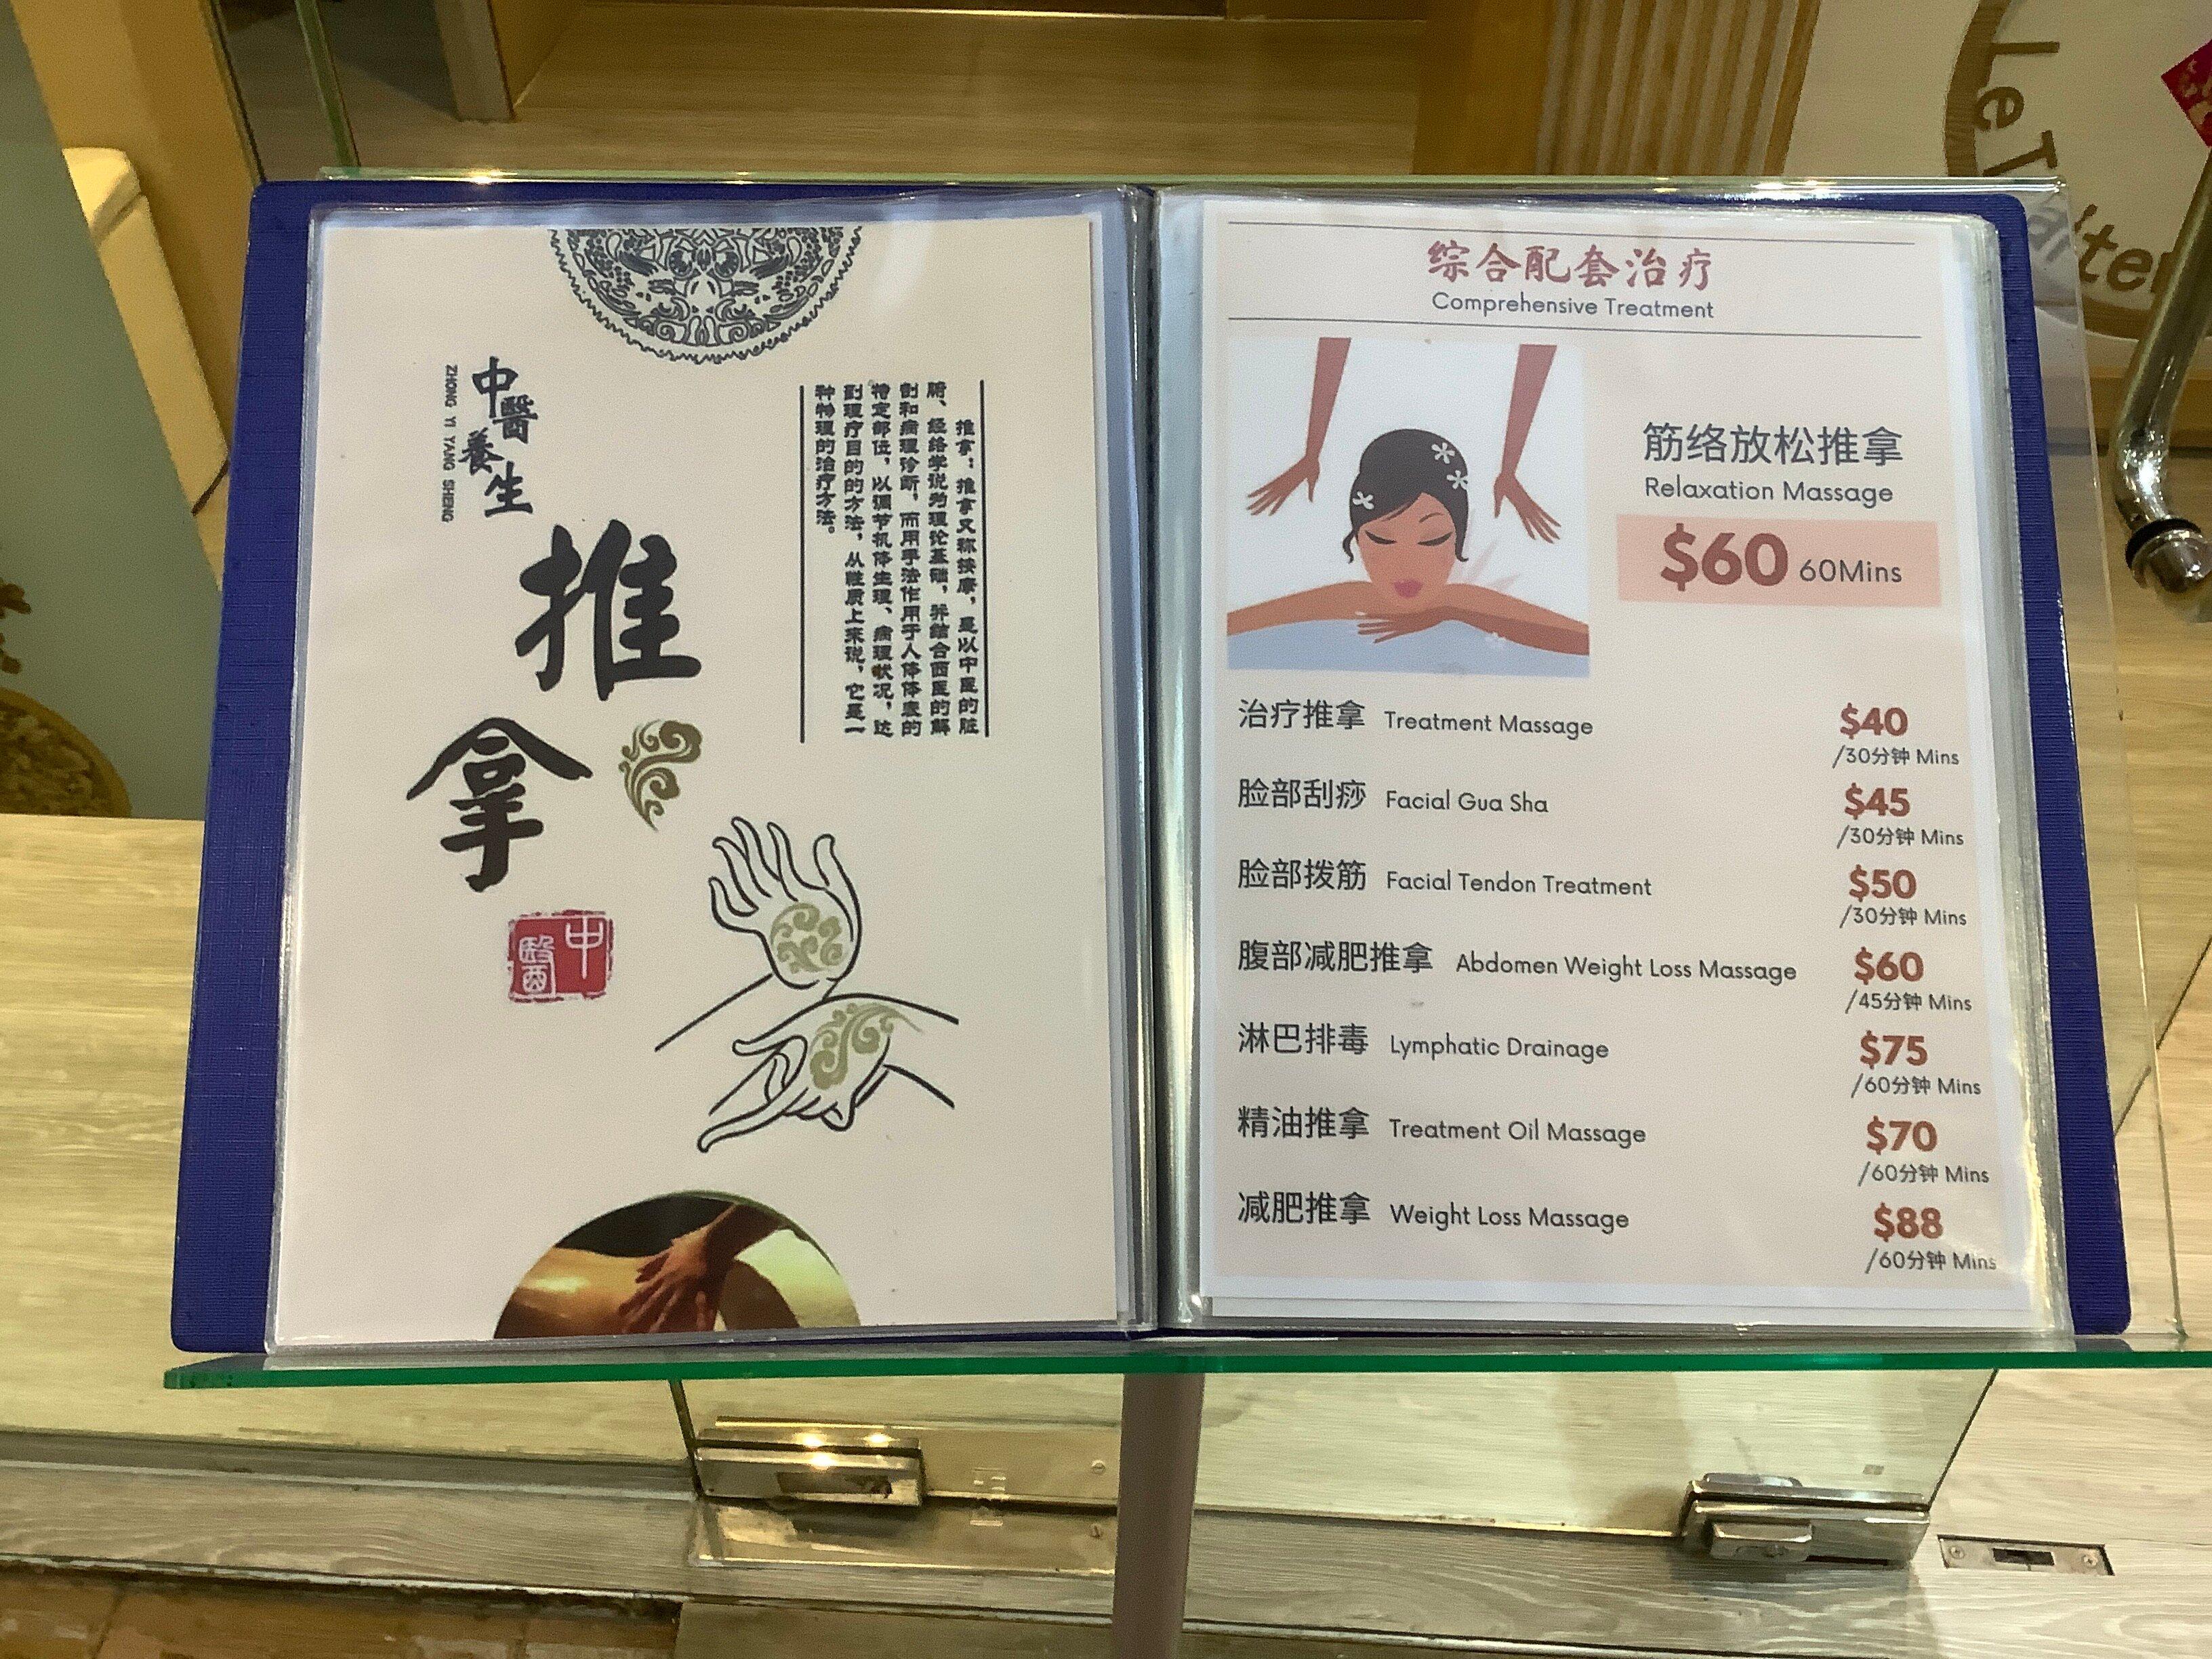 中醫養生
ZHONG YI YANG SHENG
推拿
中醫
推拿：推拿又称按摩，是以中医的脏
腑、经络学说为理论基础，并结合西医的解
剖和病理诊断，而用手法作用于人体体表的
特定部位，以调节机体生理、病理状况，达
到理疗目的的方法，从性质上来说，它是一
种物理的治疗方法。
综合配套治疗
Comprehensive Treatment
筋络放松推拿
Relaxation Massage
$60 60Mins
治疗推拿 Treatment Massage $40
/30分钟 Mins
脸部刮痧 Facial Gua Sha $45
/30分钟 Mins
脸部拨筋 Facial Tendon Treatment $50
/30分钟 Mins
腹部减肥推拿 Abdomen Weight Loss Massage $60
/45分钟 Mins
淋巴排毒 Lymphatic Drainage $75
/60分钟 Mins
精油推拿 Treatment Oil Massage $70
/60分钟 Mins
减肥推拿 Weight Loss Massage $88
/60分钟 Mins